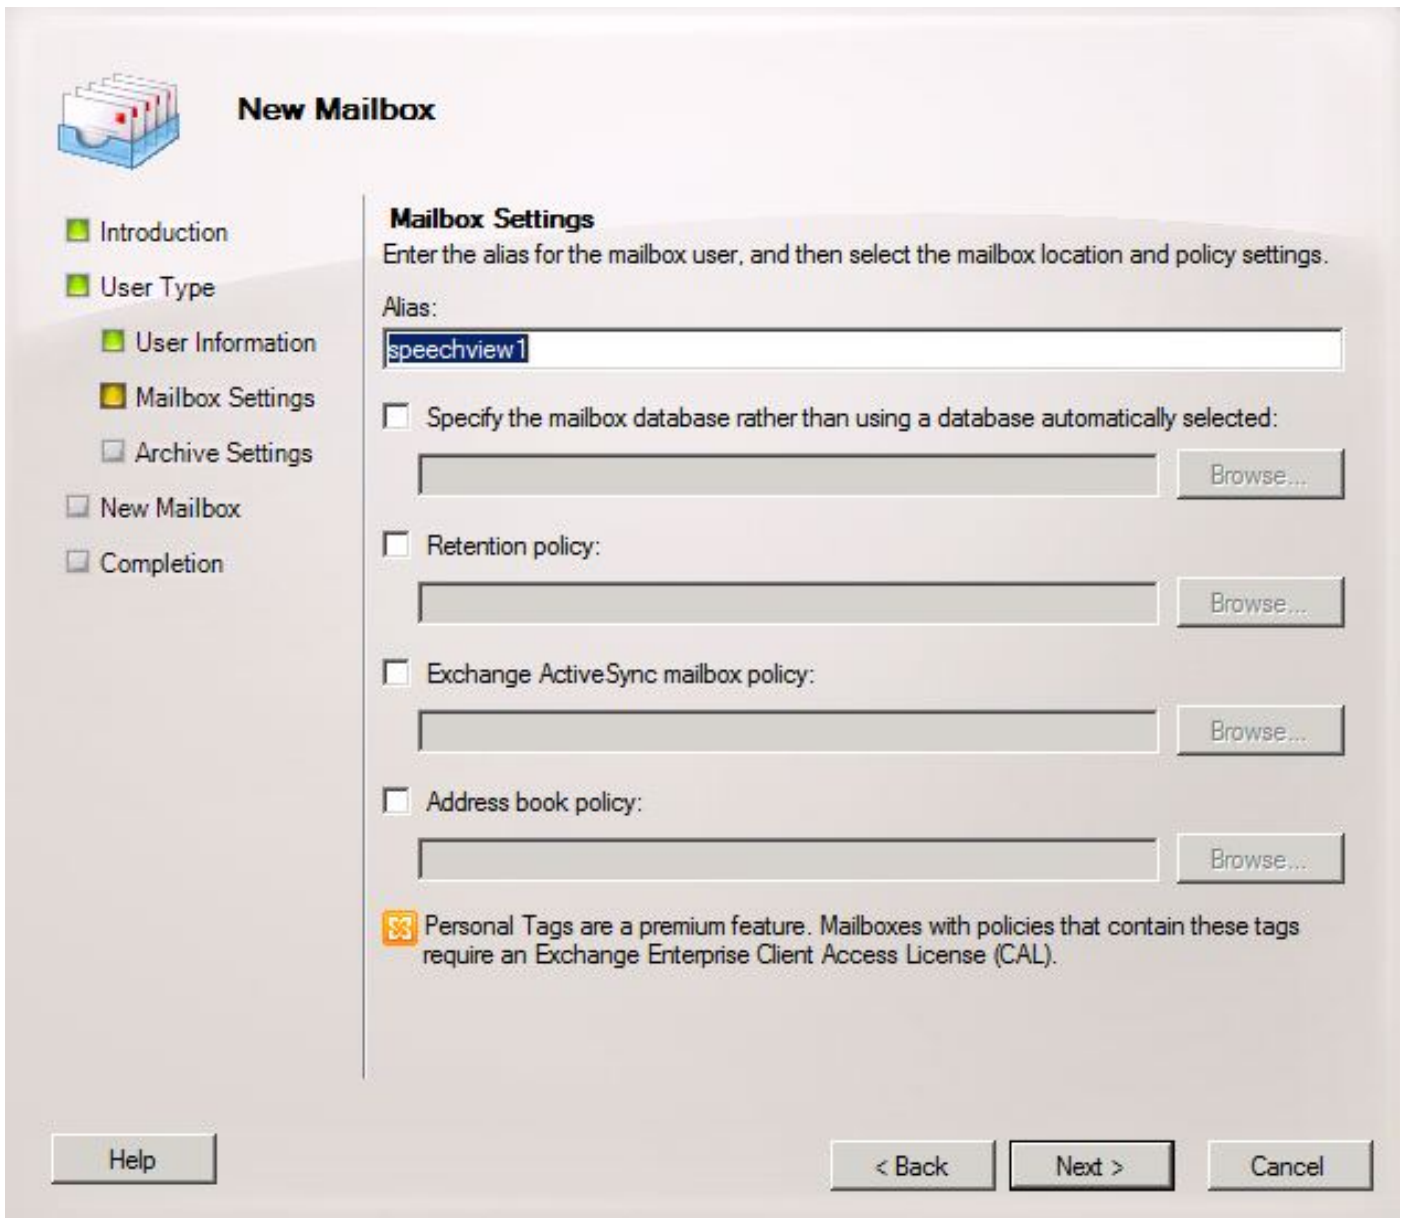 New Mailbox
Introduction
User Type
User Information
Mailbox Settings
Archive Settings
New Mailbox
Completion
Mailbox Settings
Enter the alias for the mailbox user, and then select the mailbox location and policy settings.
Alias:
speechview1
Specify the mailbox database rather than using a database automatically selected:
Browse...
Retention policy:
Browse...
Exchange ActiveSync mailbox policy:
Browse...
Address book policy:
Browse...
Personal Tags are a premium feature. Mailboxes with policies that contain these tags
require an Exchange Enterprise Client Access License (CAL).
Help
< Back
Next >
Cancel